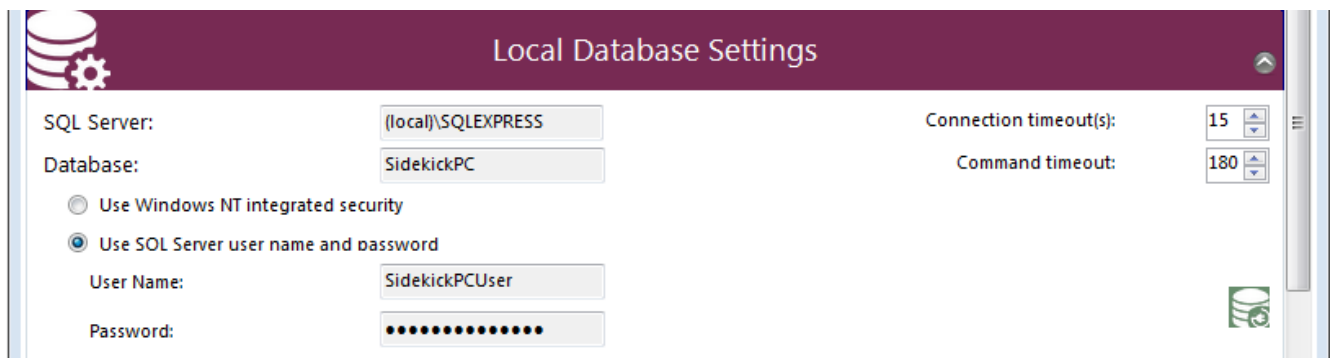 Local Database Settings
SQL Server: (local)\SQLEXPRESS Connection timeout(s): 15
Database: SidekickPC Command timeout: 180
Use Windows NT integrated security
Use SQL Server user name and password
User Name: SidekickPCUser
Password: ●●●●●●●●●●●●●●